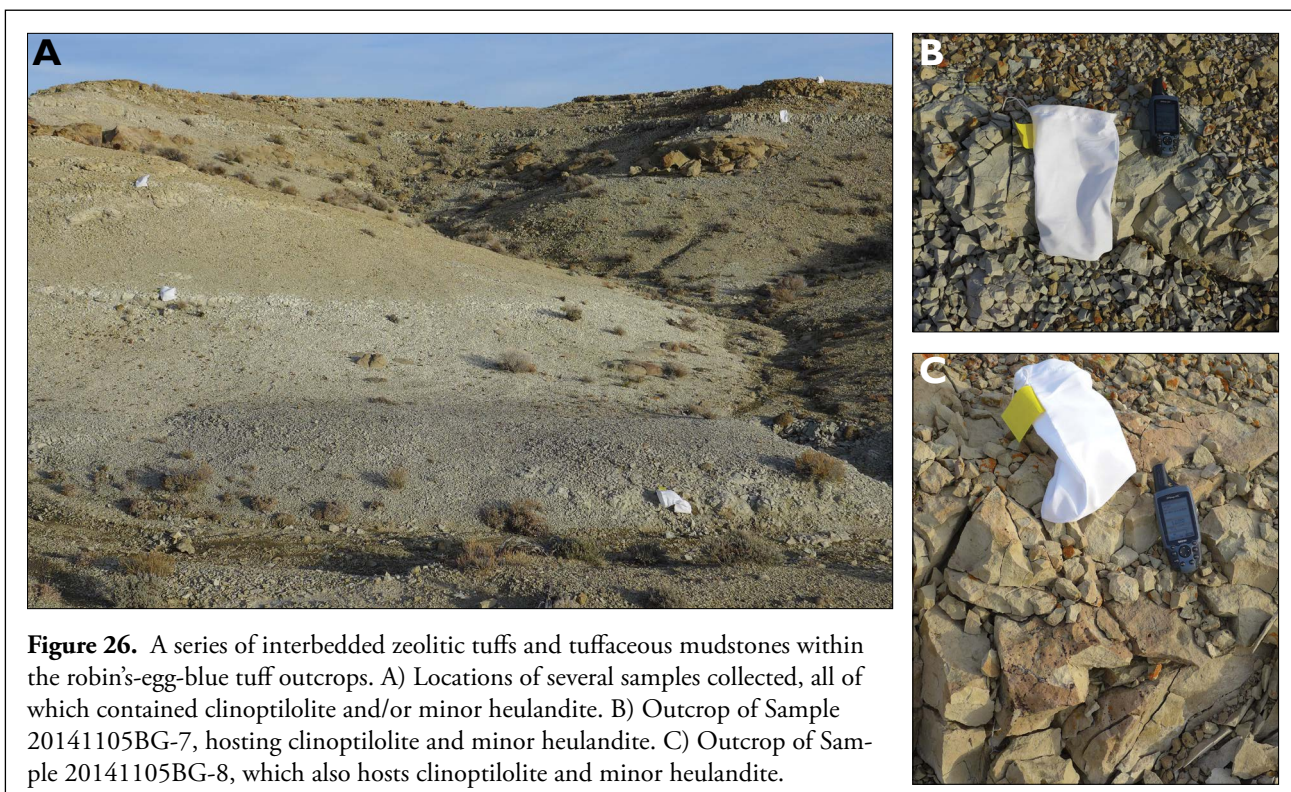 A
B
C
Figure 26. A series of interbedded zeolitic tuffs and tuffaceous mudstones within
the robin's-egg-blue tuff outcrops. A) Locations of several samples collected, all of
which contained clinoptilolite and/or minor heulandite. B) Outcrop of Sample
20141105BG-7, hosting clinoptilolite and minor heulandite. C) Outcrop of Sam-
ple 20141105BG-8, which also hosts clinoptilolite and minor heulandite.